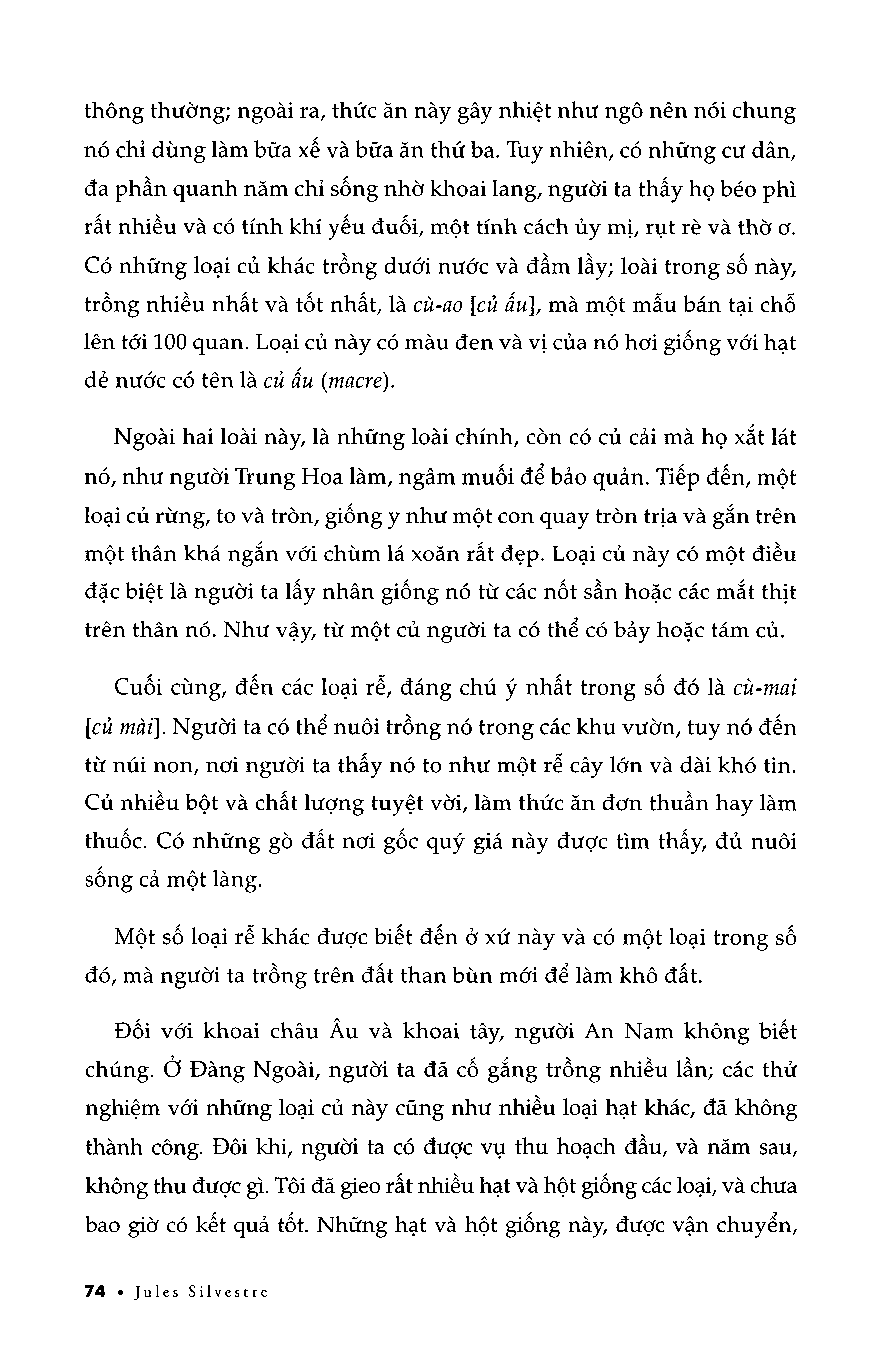 thông thường; ngoài ra, thức ăn này gây nhiệt như ngô nên nói chung
nó chỉ dùng làm bữa xế và bữa ăn thứ ba. Tuy nhiên, có những cư dân,
đa phần quanh năm chỉ sống nhờ khoai lang, người ta thấy họ béo phì
rất nhiều và có tính khí yếu đuối, một tính cách ủy mị, rụt rè và thờ ơ.
Có những loại củ khác trồng dưới nước và đầm lầy; loài trong số này,
trồng nhiều nhất và tốt nhất, là cù-ao [củ ấu], mà một mẫu bán tại chỗ
lên tới 100 quan. Loại củ này có màu đen và vị của nó hơi giống với hạt
dẻ nước có tên là củ ấu (macre).
Ngoài hai loài này, là những loài chính, còn có củ cải mà họ xắt lát
nó, như người Trung Hoa làm, ngâm muối để bảo quản. Tiếp đến, một
loại củ rừng, to và tròn, giống y như một con quay tròn trịa và gắn trên
một thân khá ngắn với chùm lá xoăn rất đẹp. Loại củ này có một điều
đặc biệt là người ta lấy nhân giống nó từ các nốt sần hoặc các mắt thịt
trên thân nó. Như vậy, từ một củ người ta có thể có bảy hoặc tám củ.
Cuối cùng, đến các loại rễ, đáng chú ý nhất trong số đó là cù-mai
[củ mài]. Người ta có thể nuôi trồng nó trong các khu vườn, tuy nó đến
từ núi non, nơi người ta thấy nó to như một rễ cây lớn và dài khó tin.
Củ nhiều bột và chất lượng tuyệt vời, làm thức ăn đơn thuần hay làm
thuốc. Có những gò đất nơi gốc quý giá này được tìm thấy, đủ nuôi
sống cả một làng.
Một số loại rễ khác được biết đến ở xứ này và có một loại trong số
đó, mà người ta trồng trên đất than bùn mới để làm khô đất.
Đối với khoai châu Âu và khoai tây, người An Nam không biết
chúng. Ở Đàng Ngoài, người ta đã cố gắng trồng nhiều lần; các thử
nghiệm với những loại củ này cũng như nhiều loại hạt khác, đã không
thành công. Đôi khi, người ta có được vụ thu hoạch đầu, và năm sau,
không thu được gì. Tôi đã gieo rất nhiều hạt và hột giống các loại, và chưa
bao giờ có kết quả tốt. Những hạt và hột giống này, được vận chuyển,
74 • Jules Silvestre